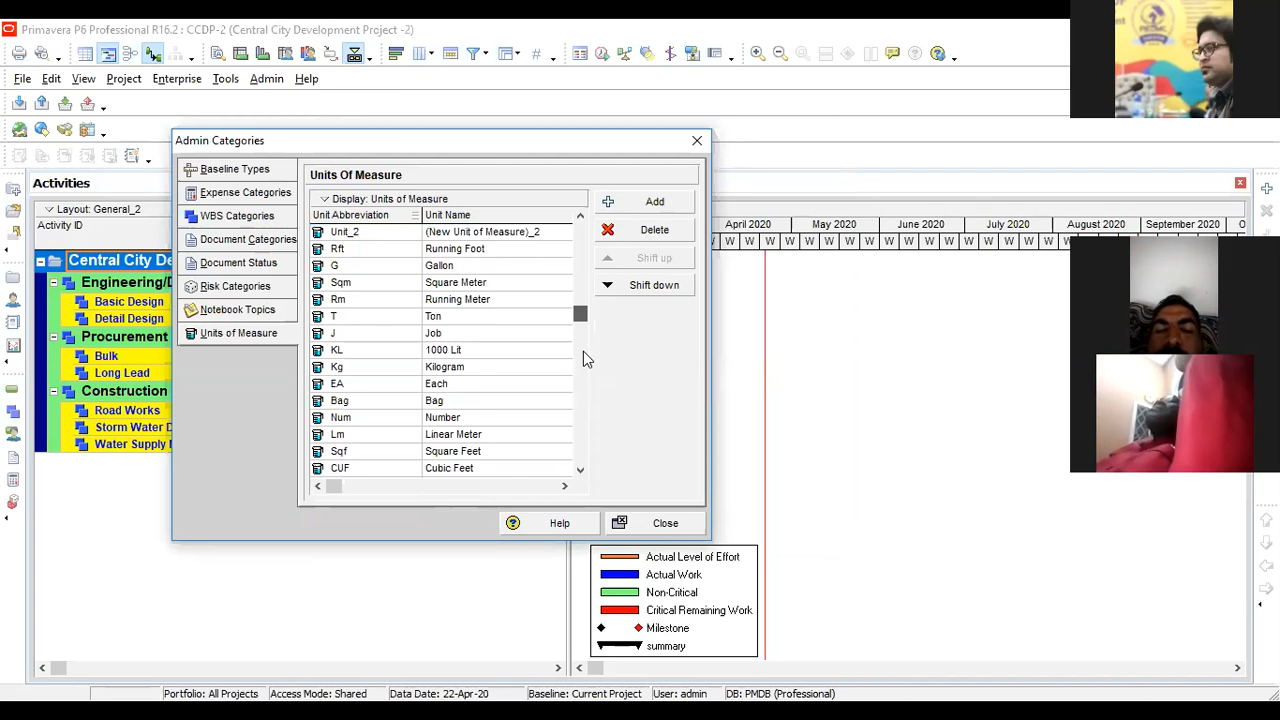 Primavera P6 Professional R16.2 : CCDP-2 (Central City Development Project -2)
File Edit View Project Enterprise Tools Admin Help
Activities
Layout: General_2
Activity ID
Central City De
Engineering/D
Basic Design
Detail Design
Procurement
Bulk
Long Lead
Construction
Road Works
Storm Water D
Water Supply N
Admin Categories
Baseline Types
Expense Categories
WBS Categories
Document Categories
Document Status
Risk Categories
Notebook Topics
Units of Measure
Units Of Measure
Display: Units of Measure
Unit Abbreviation Unit Name
Unit_2 (New Unit of Measure)_2
Rft Running Foot
G Gallon
Sqm Square Meter
Rm Running Meter
T Ton
J Job
KL 1000 Lit
Kg Kilogram
EA Each
Bag Bag
Num Number
Lm Linear Meter
Sqf Square Feet
CUF Cubic Feet
Add
Delete
Shift up
Shift down
Help Close
April 2020 May 2020 June 2020 July 2020 August 2020 September 2020 Oct
W W W W W W W W W W W W W W W W W W W W W W W W W W W
Actual Level of Effort
Actual Work
Non-Critical
Critical Remaining Work
Milestone
summary
Portfolio: All Projects Access Mode: Shared Data Date: 22-Apr-20 Baseline: Current Project User: admin DB: PMDB (Professional)